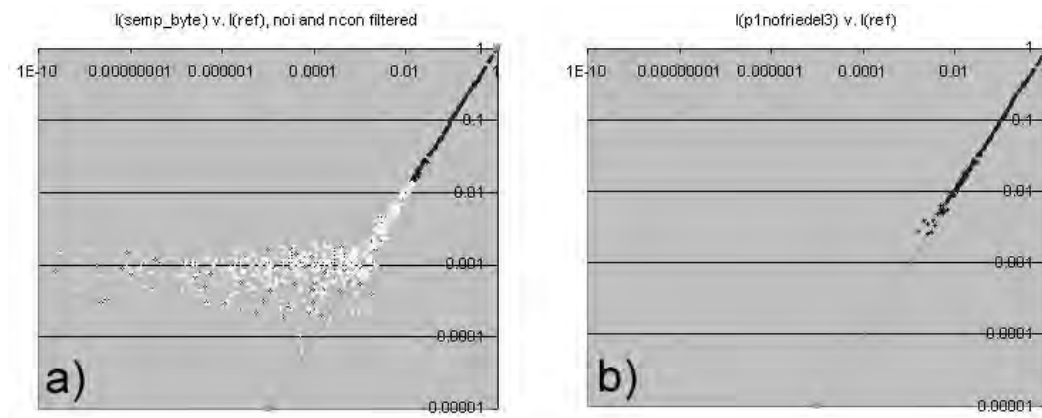 I(semp_byte) v. I(ref), noi and ncon filtered
1
1E-10 0.00000001 0.000001 0.0001 0.01 1
0.1
0.01
0.001
0.0001
0.00001
a)
I(p1nofriedel3) v. I(ref)
1
1E-10 0.00000001 0.000001 0.0001 0.01 1
0.1
0.01
0.001
0.0001
0.00001
b)